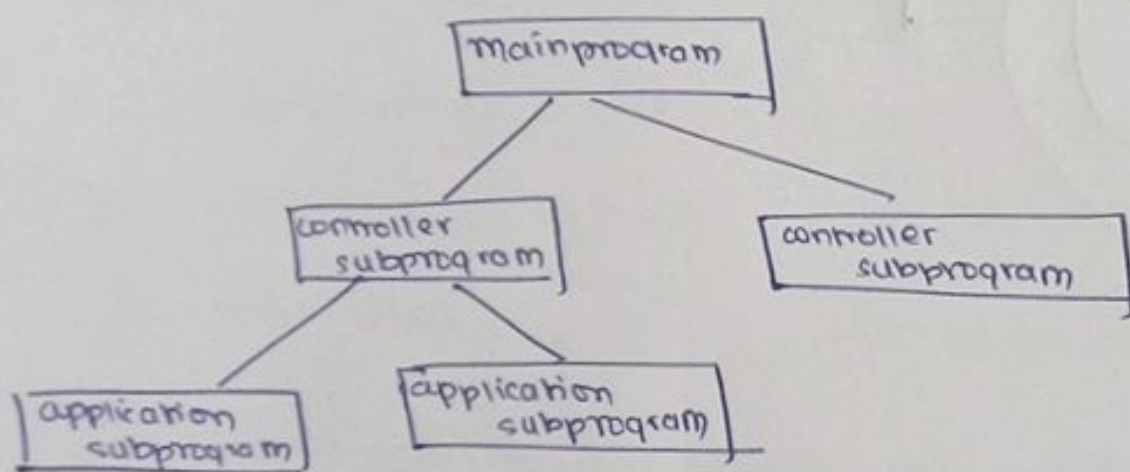 mainprogram
controller
subprogram
controller
subprogram
application
subprogram
application
subprogram